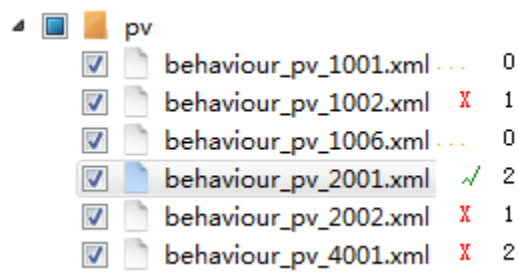 pv
behaviour_pv_1001.xml ... 0
behaviour_pv_1002.xml X 1
behaviour_pv_1006.xml ... 0
behaviour_pv_2001.xml 2
behaviour_pv_2002.xml X 1
behaviour_pv_4001.xml X 2